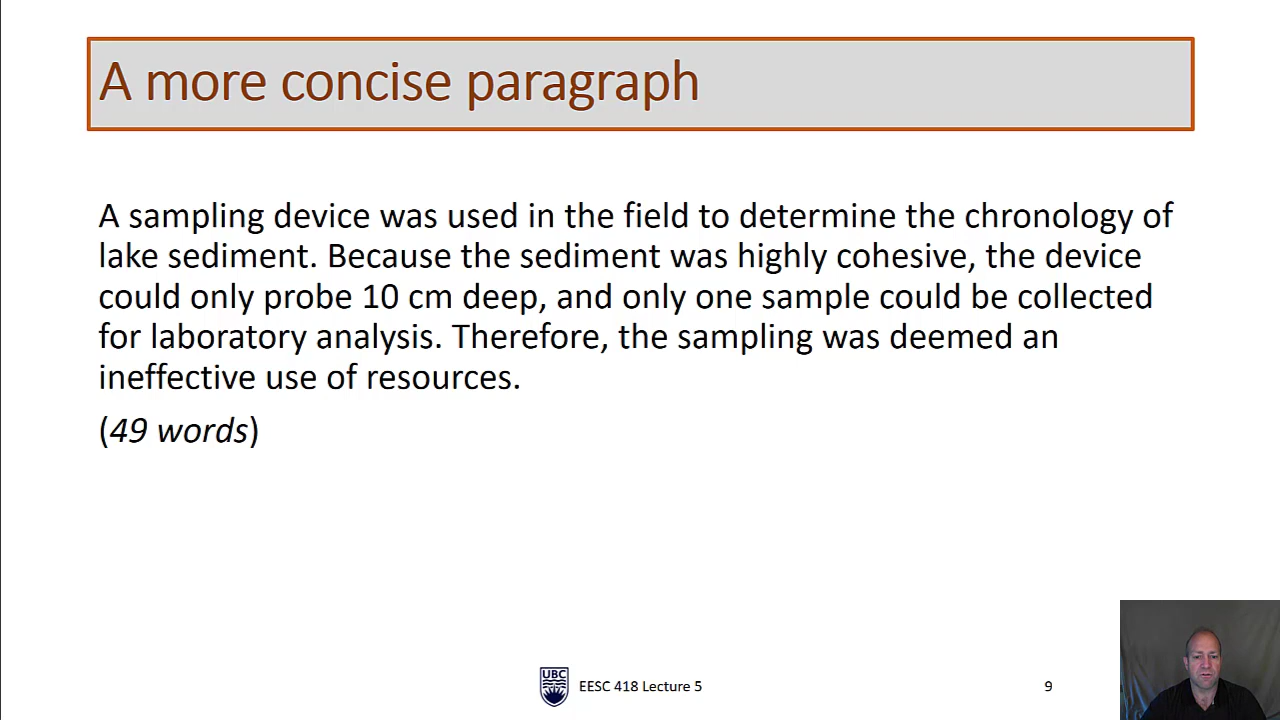 A more concise paragraph
A sampling device was used in the field to determine the chronology of
lake sediment. Because the sediment was highly cohesive, the device
could only probe 10 cm deep, and only one sample could be collected
for laboratory analysis. Therefore, the sampling was deemed an
ineffective use of resources.
(49 words)
UBC
EESC 418 Lecture 5
9